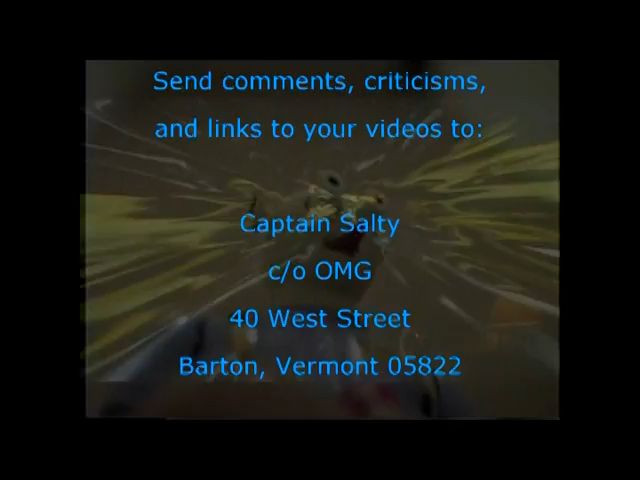 Send comments, criticisms,
and links to your videos to:
Captain Salty
c/o OMG
40 West Street
Barton, Vermont 05822